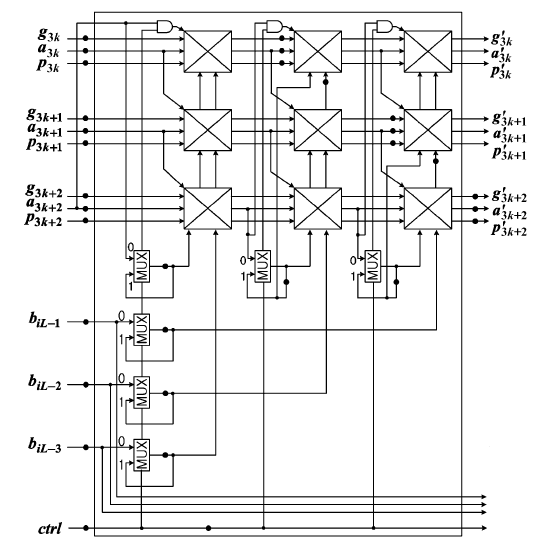 g3k g'3k
a3k a'3k
p3k p'3k
g3k+1 g'3k+1
a3k+1 a'3k+1
p3k+1 p'3k+1
g3k+2 g'3k+2
a3k+2 a'3k+2
p3k+2 p'3k+2
0 MUX 1 0 MUX 1 0 MUX 1
biL−1 0 MUX 1
biL−2 0 MUX 1
biL−3 0 MUX 1
ctrl